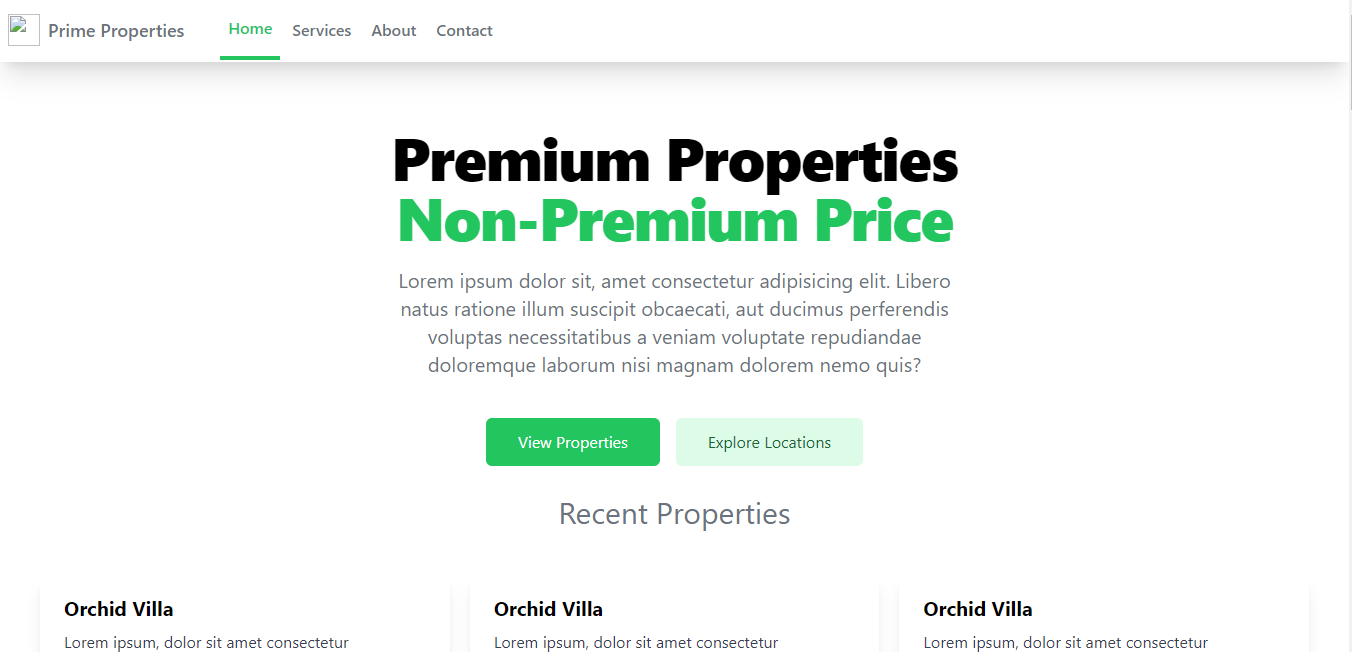 Prime Properties
Home
Services
About
Contact
Premium Properties
Non-Premium Price
Lorem ipsum dolor sit, amet consectetur adipisicing elit. Libero
natus ratione illum suscipit obcaecati, aut ducimus perferendis
voluptas necessitatibus a veniam voluptate repudiandae
doloremque laborum nisi magnam dolorem nemo quis?
View Properties
Explore Locations
Recent Properties
Orchid Villa
Lorem ipsum, dolor sit amet consectetur
Orchid Villa
Lorem ipsum, dolor sit amet consectetur
Orchid Villa
Lorem ipsum, dolor sit amet consectetur